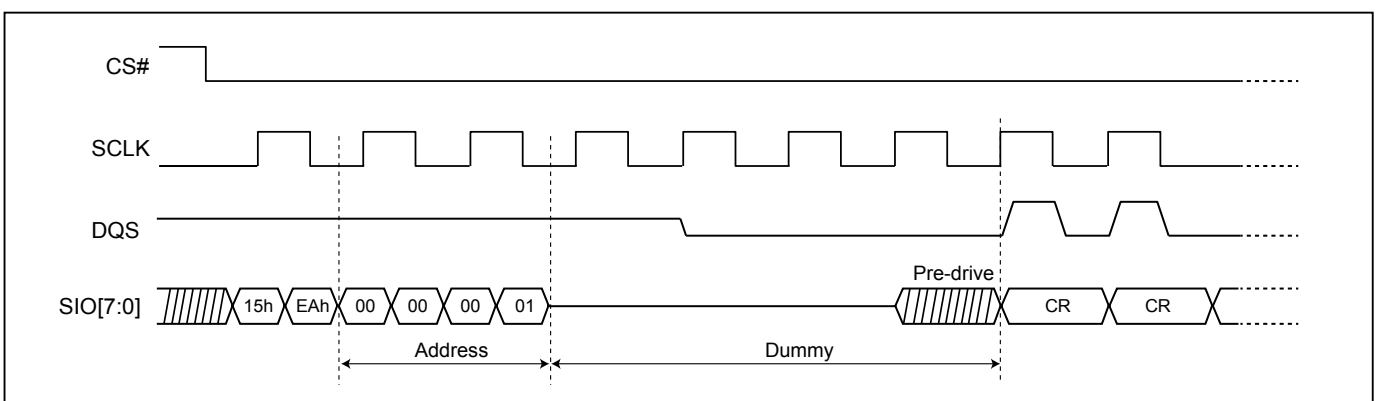 CS#
SCLK
DQS
Pre-drive
SIO[7:0] 15h EAh 00 00 00 01 CR CR
Address Dummy